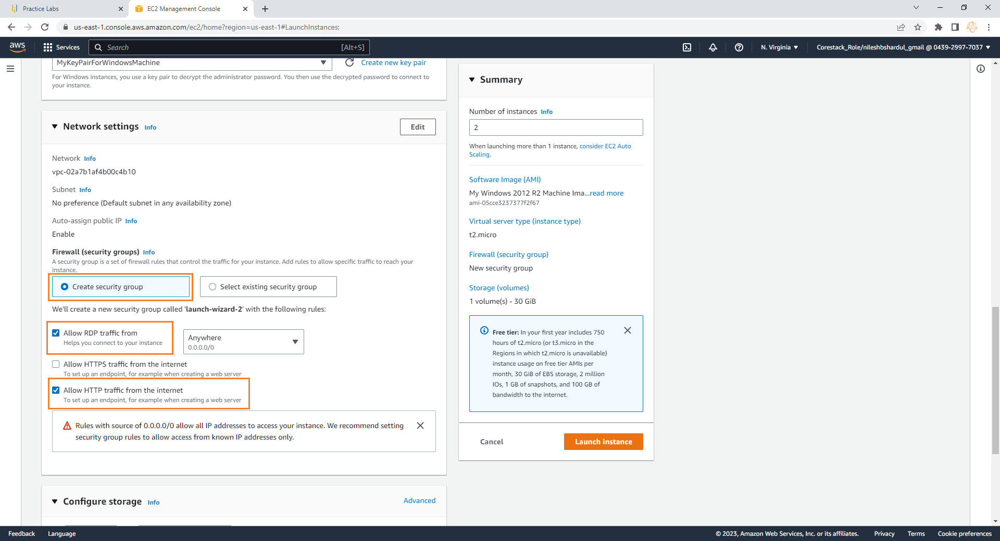 Practice Labs
EC2 Management Console
us-east-1.console.aws.amazon.com/ec2/home?region=us-east-1#LaunchInstances:
aws
Services
Search
[Alt+S]
N. Virginia
Corestack_Role/nileshbshardul_gmail @ 0439-2997-7037
MyKeyPairForWindowsMachine
Create new key pair
For Windows instances, you use a key pair to decrypt the administrator password. You then use the decrypted password to connect to
your instance.
Network settings Info
Edit
Network Info
vpc-02a7b1af4b00c4b10
Subnet Info
No preference (Default subnet in any availability zone)
Auto-assign public IP Info
Enable
Firewall (security groups) Info
A security group is a set of firewall rules that control the traffic for your instance. Add rules to allow specific traffic to reach your
instance.
Create security group
Select existing security group
We'll create a new security group called 'launch-wizard-2' with the following rules:
Allow RDP traffic from
Helps you connect to your instance
Anywhere
0.0.0.0/0
Allow HTTPS traffic from the internet
To set up an endpoint, for example when creating a web server
Allow HTTP traffic from the internet
To set up an endpoint, for example when creating a web server
Rules with source of 0.0.0.0/0 allow all IP addresses to access your instance. We recommend setting
security group rules to allow access from known IP addresses only.
Configure storage Info
Advanced
Summary
Number of instances Info
2
When launching more than 1 instance, consider EC2 Auto
Scaling.
Software Image (AMI)
My Windows 2012 R2 Machine Ima...read more
ami-05cce3237377f2f67
Virtual server type (instance type)
t2.micro
Firewall (security group)
New security group
Storage (volumes)
1 volume(s) - 30 GiB
Free tier: In your first year includes 750
hours of t2.micro (or t3.micro in the
Regions in which t2.micro is unavailable)
instance usage on free tier AMIs per
month, 30 GiB of EBS storage, 2 million
IOs, 1 GB of snapshots, and 100 GB of
bandwidth to the internet.
Cancel
Launch instance
Feedback
Language
© 2023, Amazon Web Services, Inc. or its affiliates.
Privacy
Terms
Cookie preferences